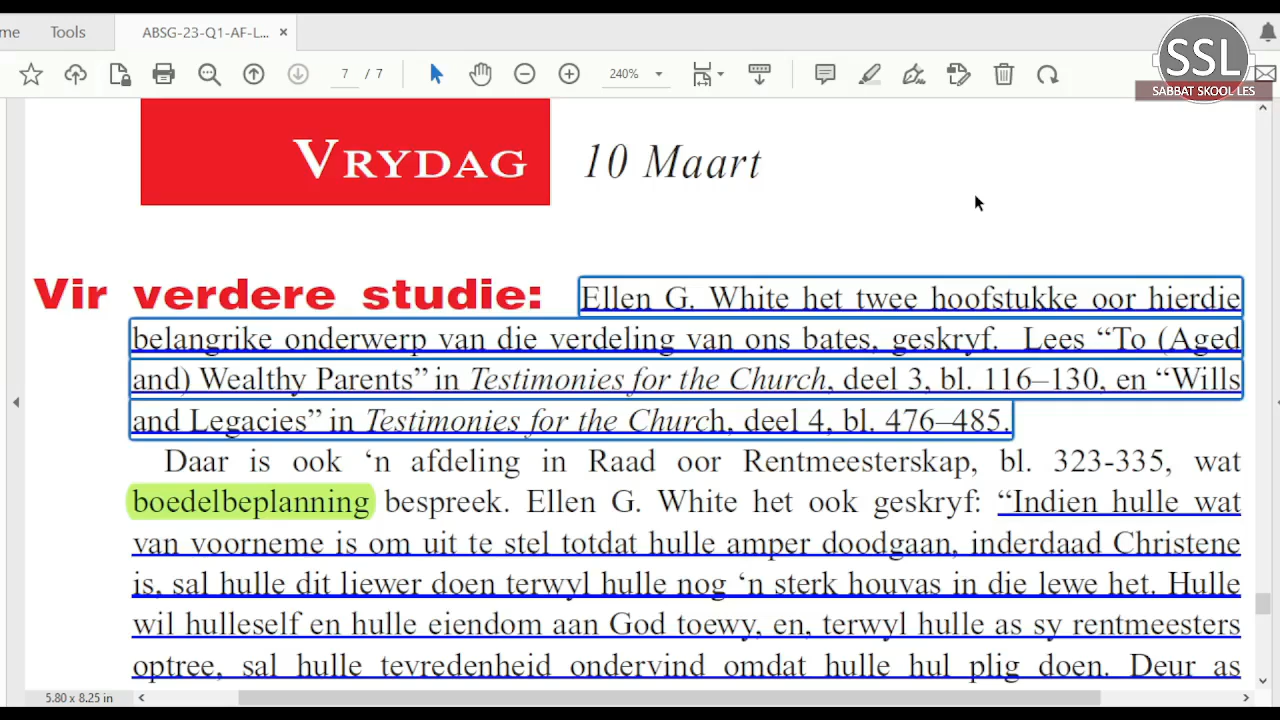 me
Tools
ABSG-23-Q1-AF-L...
×
SSL
SABBAT SKOOL LES
7 / 7
240%
VRYDAG
10 Maart
Vir verdere studie: Ellen G. White het twee hoofstukke oor hierdie
belangrike onderwerp van die verdeling van ons bates, geskryf. Lees “To (Aged
and) Wealthy Parents” in Testimonies for the Church, deel 3, bl. 116–130, en “Wills
and Legacies” in Testimonies for the Church, deel 4, bl. 476–485.
Daar is ook ‘n afdeling in Raad oor Rentmeesterskap, bl. 323-335, wat
boedelbeplanning bespreek. Ellen G. White het ook geskryf: “Indien hulle wat
van voorneme is om uit te stel totdat hulle amper doodgaan, inderdaad Christene
is, sal hulle dit liewer doen terwyl hulle nog ‘n sterk houvas in die lewe het. Hulle
wil hulleself en hulle eiendom aan God toewy, en, terwyl hulle as sy rentmeesters
optree, sal hulle tevredenheid ondervind omdat hulle hul plig doen. Deur as
5.80 x 8.25 in